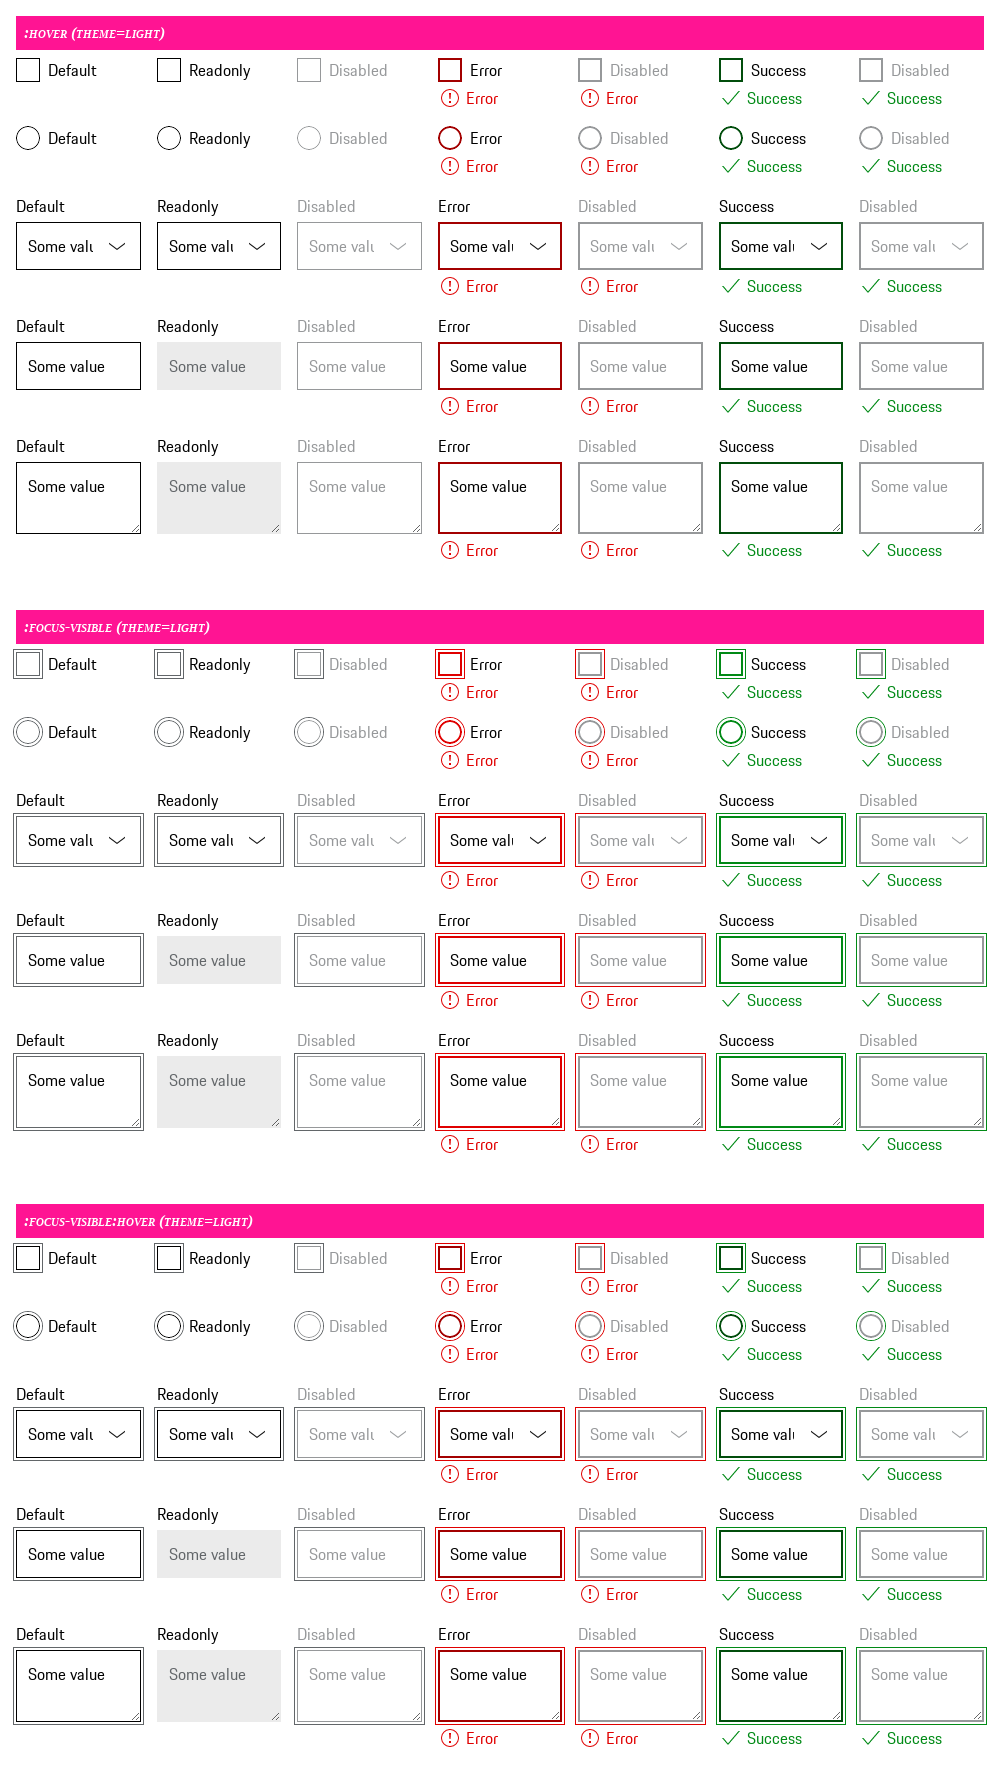 :HOVER (THEME=LIGHT)
Default Readonly Disabled Error Disabled Success Disabled
Error Error Success Success
Default Readonly Disabled Error Disabled Success Disabled
Error Error Success Success
Default Readonly Disabled Error Disabled Success Disabled
Some valu Some valu Some valu Some valu Some valu Some valu Some valu
Error Error Success Success
Default Readonly Disabled Error Disabled Success Disabled
Some value Some value Some value Some value Some value Some value Some value
Error Error Success Success
Default Readonly Disabled Error Disabled Success Disabled
Some value Some value Some value Some value Some value Some value Some value
Error Error Success Success
:FOCUS-VISIBLE (THEME=LIGHT)
Default Readonly Disabled Error Disabled Success Disabled
Error Error Success Success
Default Readonly Disabled Error Disabled Success Disabled
Error Error Success Success
Default Readonly Disabled Error Disabled Success Disabled
Some valu Some valu Some valu Some valu Some valu Some valu Some valu
Error Error Success Success
Default Readonly Disabled Error Disabled Success Disabled
Some value Some value Some value Some value Some value Some value Some value
Error Error Success Success
Default Readonly Disabled Error Disabled Success Disabled
Some value Some value Some value Some value Some value Some value Some value
Error Error Success Success
:FOCUS-VISIBLE:HOVER (THEME=LIGHT)
Default Readonly Disabled Error Disabled Success Disabled
Error Error Success Success
Default Readonly Disabled Error Disabled Success Disabled
Error Error Success Success
Default Readonly Disabled Error Disabled Success Disabled
Some valu Some valu Some valu Some valu Some valu Some valu Some valu
Error Error Success Success
Default Readonly Disabled Error Disabled Success Disabled
Some value Some value Some value Some value Some value Some value Some value
Error Error Success Success
Default Readonly Disabled Error Disabled Success Disabled
Some value Some value Some value Some value Some value Some value Some value
Error Error Success Success